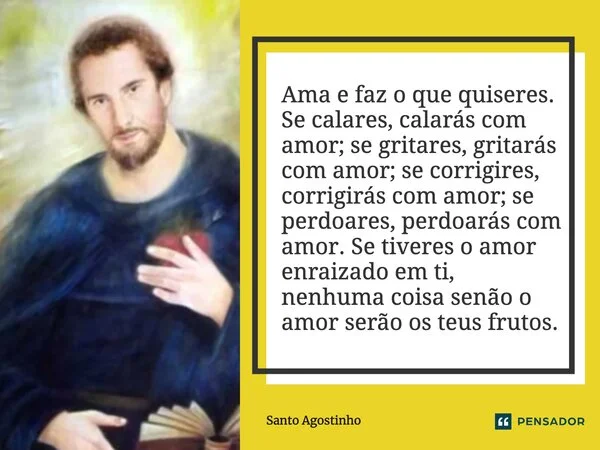 Ama e faz o que quiseres.
Se calares, calarás com
amor; se gritares, gritarás
com amor; se corrigires,
corrigirás com amor; se
perdoares, perdoarás com
amor. Se tiveres o amor
enraizado em ti,
nenhuma coisa senão o
amor serão os teus frutos.
Santo Agostinho
PENSADOR